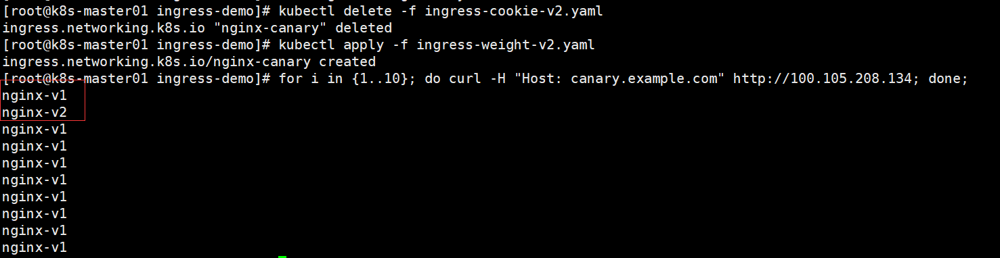 [root@k8s-master01 ingress-demo]# kubectl delete -f ingress-cookie-v2.yaml
ingress.networking.k8s.io "nginx-canary" deleted
[root@k8s-master01 ingress-demo]# kubectl apply -f ingress-weight-v2.yaml
ingress.networking.k8s.io/nginx-canary created
[root@k8s-master01 ingress-demo]# for i in {1..10}; do curl -H "Host: canary.example.com" http://100.105.208.134; done;
nginx-v1
nginx-v2
nginx-v1
nginx-v1
nginx-v1
nginx-v1
nginx-v1
nginx-v1
nginx-v1
nginx-v1